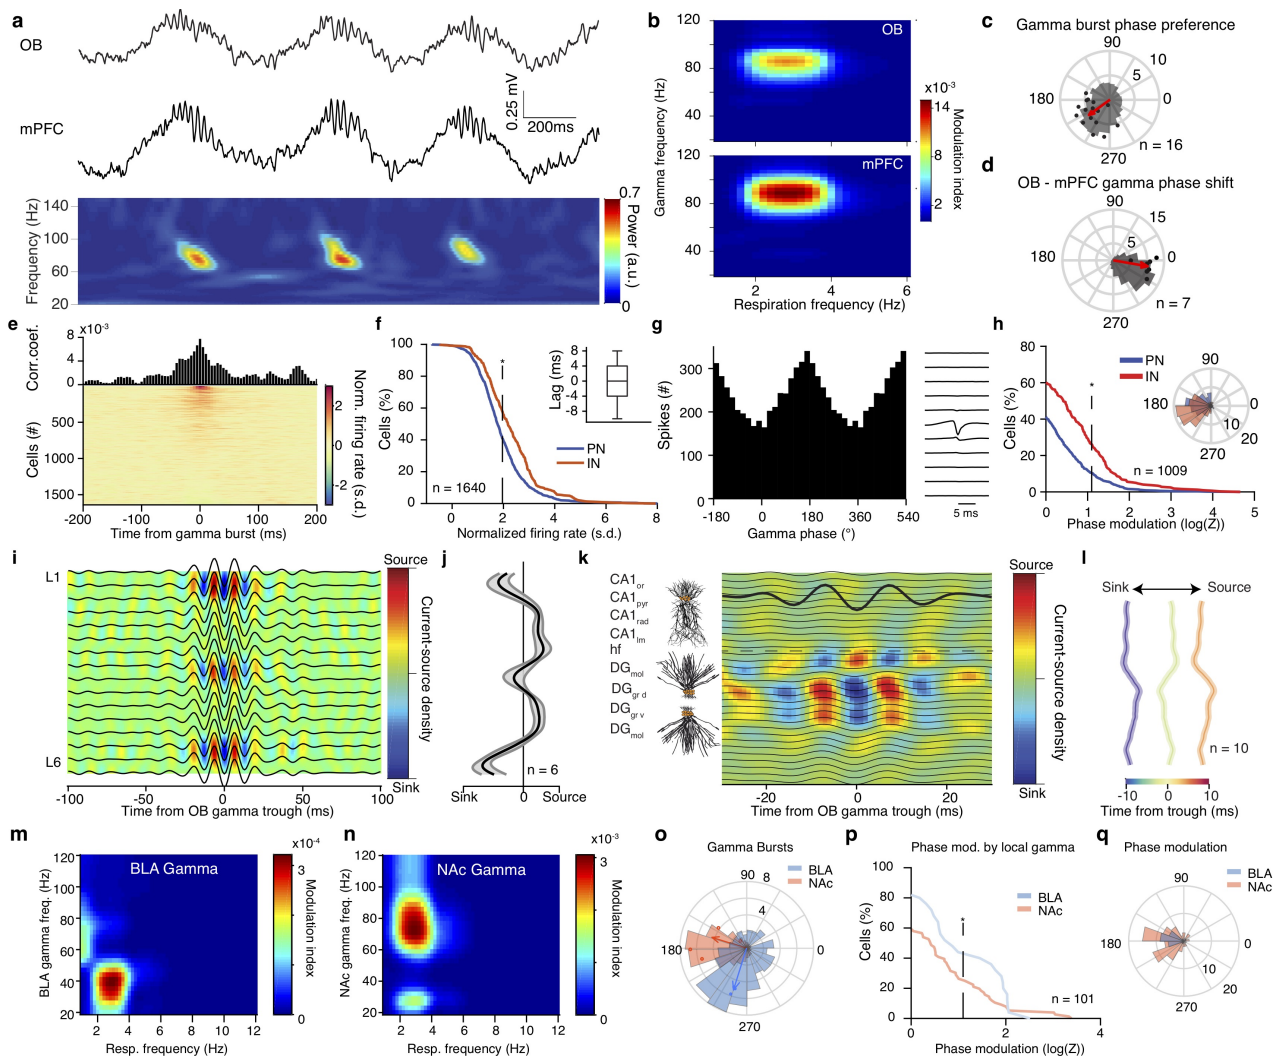 a
OB
mPFC
0.25 mV
200ms
Frequency (Hz)
140
100
60
20
0.7
Power (a.u)
0
b
Gamma frequency (Hz)
120
80
40
OB
120
80
40
mPFC
2
4
6
Respiration frequency (Hz)
x10-3
14
8
2
Modulation index
c
Gamma burst phase preference
90
10
5
180
0
270
n = 16
d
OB - mPFC gamma phase shift
90
15
5
180
0
270
n = 7
e
x10-3
Corr.coef.
8
4
0
Cells (#)
500
1000
1500
-200
-100
0
100
200
Time from gamma burst (ms)
2
0
-2
Norm. firing rate (s.d.)
f
Cells (%)
100
80
60
40
20
0
*
Lag (ms)
8
4
0
-4
-8
PN
IN
n = 1640
0
2
4
6
8
Normalized firing rate (s.d.)
g
Spikes (#)
300
200
100
0
-180
0
180
360
540
Gamma phase (°)
5 ms
h
Cells (%)
80
60
40
20
0
PN
IN
*
90
180
0
10
20
270
n = 1009
0
1
2
3
4
5
Phase modulation (log(Z))
i
L1
L6
-100
-50
0
50
100
Time from OB gamma trough (ms)
Source
Current-source density
Sink
j
n = 6
Sink
0
Source
k
CA1or
CA1pyr
CA1rad
CA1lm
hf
DGmol
DGgr d
DGgr v
DGmol
-20
0
20
Time from OB gamma trough (ms)
Source
Current-source density
Sink
l
Sink
Source
n = 10
-10
0
10
Time from trough (ms)
m
BLA gamma freq. (Hz)
120
100
80
60
40
20
BLA Gamma
2
4
6
8
10
12
Resp. frequency (Hz)
x10-4
3
0
Modulation index
n
NAc gamma freq. (Hz)
120
100
80
60
40
20
NAc Gamma
2
4
6
8
10
12
Resp. frequency (Hz)
x10-3
3
0
Modulation index
o
Gamma Bursts
90
8
4
BLA
NAc
180
0
270
p
Phase mod. by local gamma
Cells (%)
100
80
60
40
20
0
BLA
NAc
*
n = 101
0
2
4
Phase modulation (log(Z))
q
Phase modulation
BLA
NAc
90
180
0
10
20
270